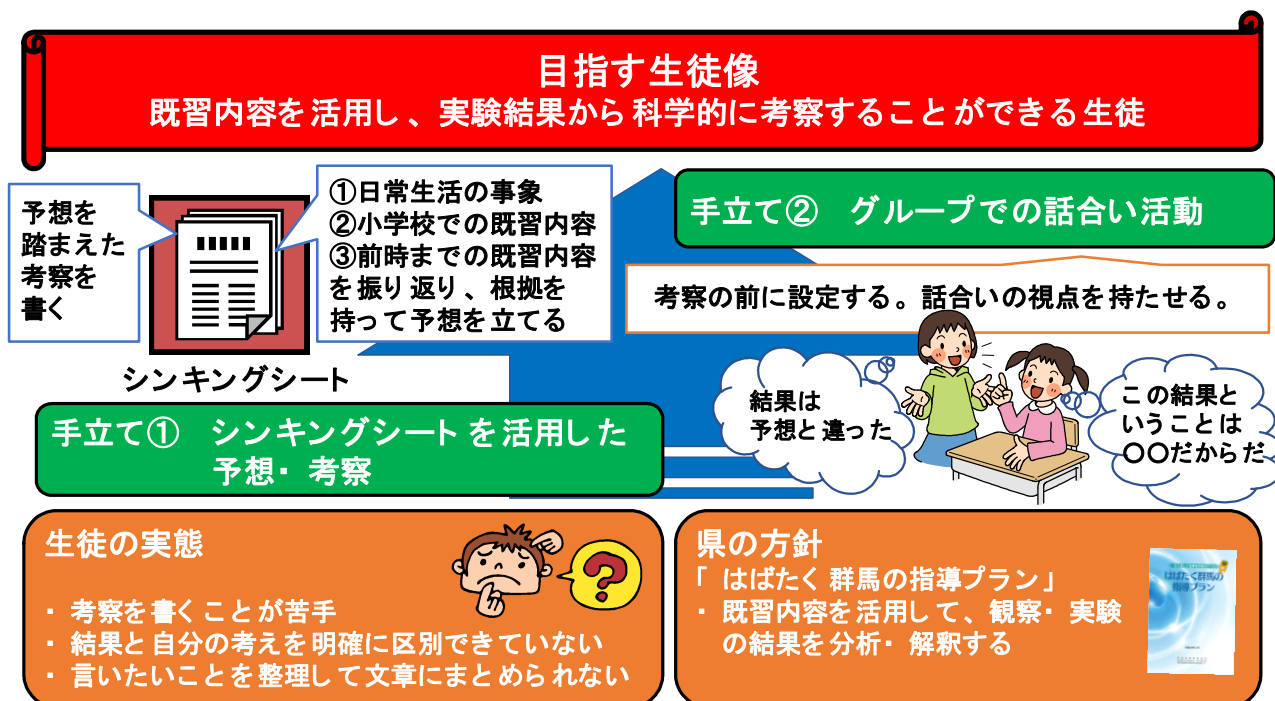 目指す生徒像
既習内容を活用し、実験結果から科学的に考察することができる生徒
予想を
踏まえた
考察を
書く
①日常生活の事象
②小学校での既習内容
③前時までの既習内容
を振り返り、根拠を
持って予想を立てる
シンキングシート
手立て① シンキングシートを活用した
予想・考察
手立て② グループでの話合い活動
考察の前に設定する。話合いの視点を持たせる。
結果は
予想と違った
この結果と
いうことは
〇〇だからだ
生徒の実態
・考察を書くことが苦手
・結果と自分の考えを明確に区別できていない
・言いたいことを整理して文章にまとめられない
県の方針
「はばたく群馬の指導プラン」
・既習内容を活用して、観察・実験
の結果を分析・解釈する
はばたく群馬の
指導プラン